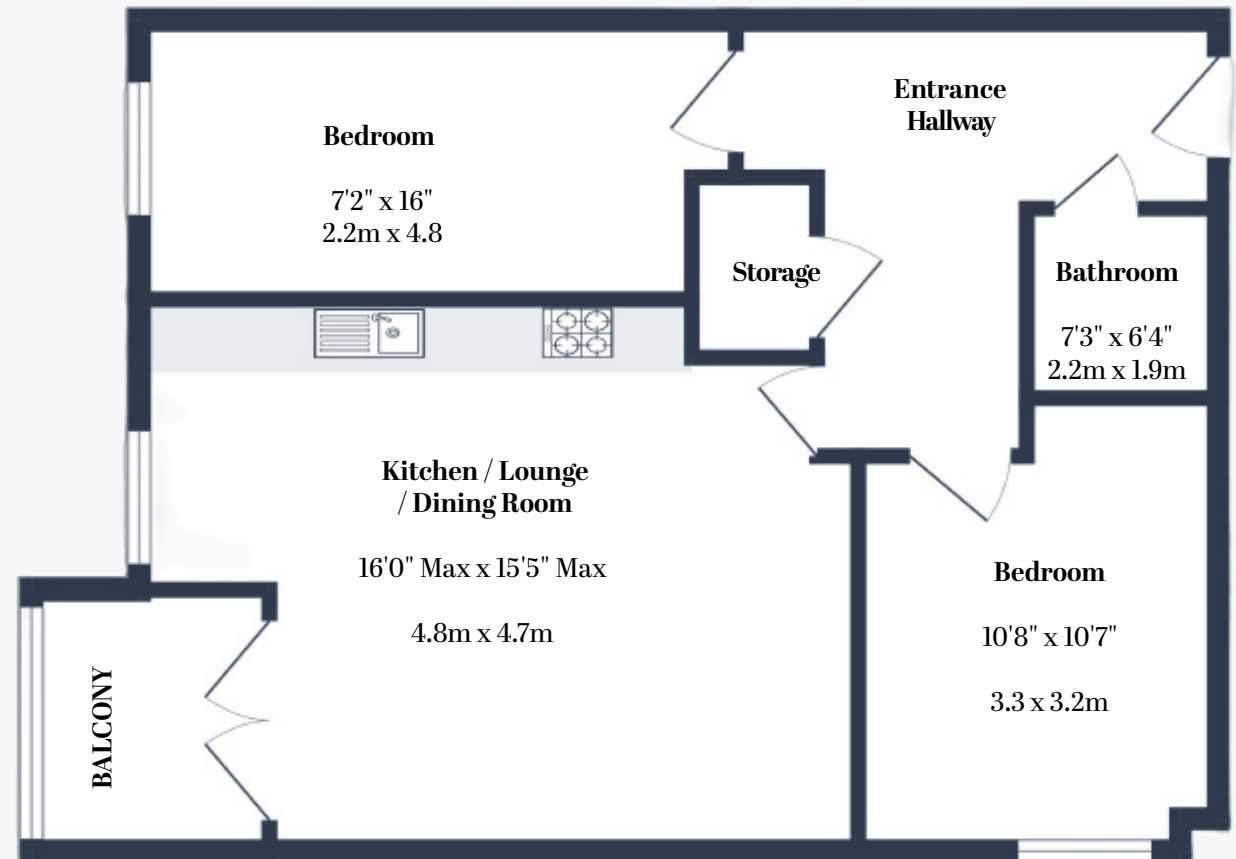 Entrance
Hallway
Bedroom
7'2" x 16"
2.2m x 4.8
Storage
Bathroom
7'3" x 6'4"
2.2m x 1.9m
Kitchen / Lounge
/ Dining Room
16'0" Max x 15'5" Max
4.8m x 4.7m
Bedroom
10'8" x 10'7"
3.3 x 3.2m
BALCONY